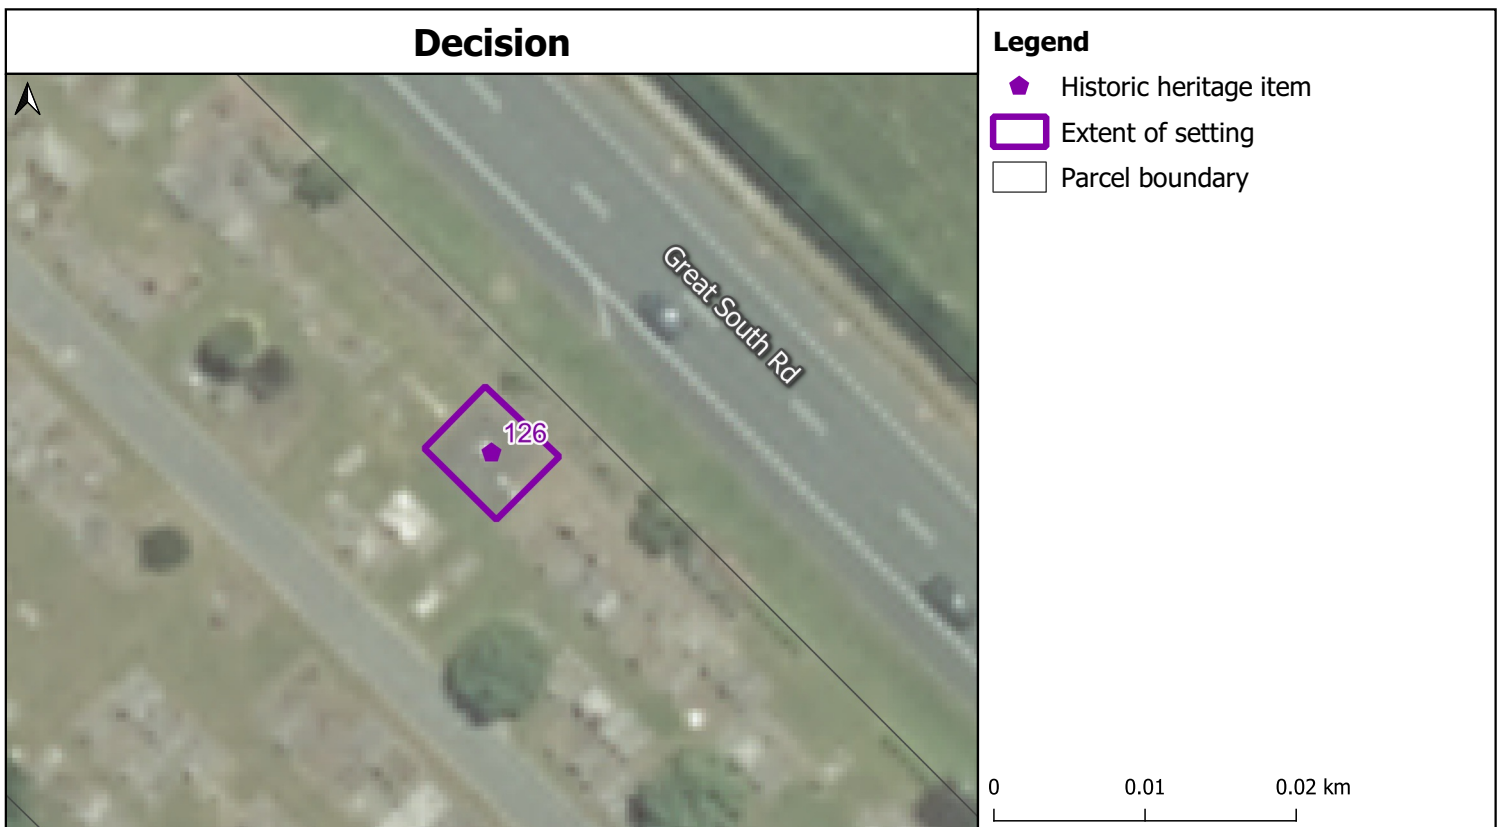 Decision
Great South Rd
126
Legend
Historic heritage item
Extent of setting
Parcel boundary
0 0.01 0.02 km